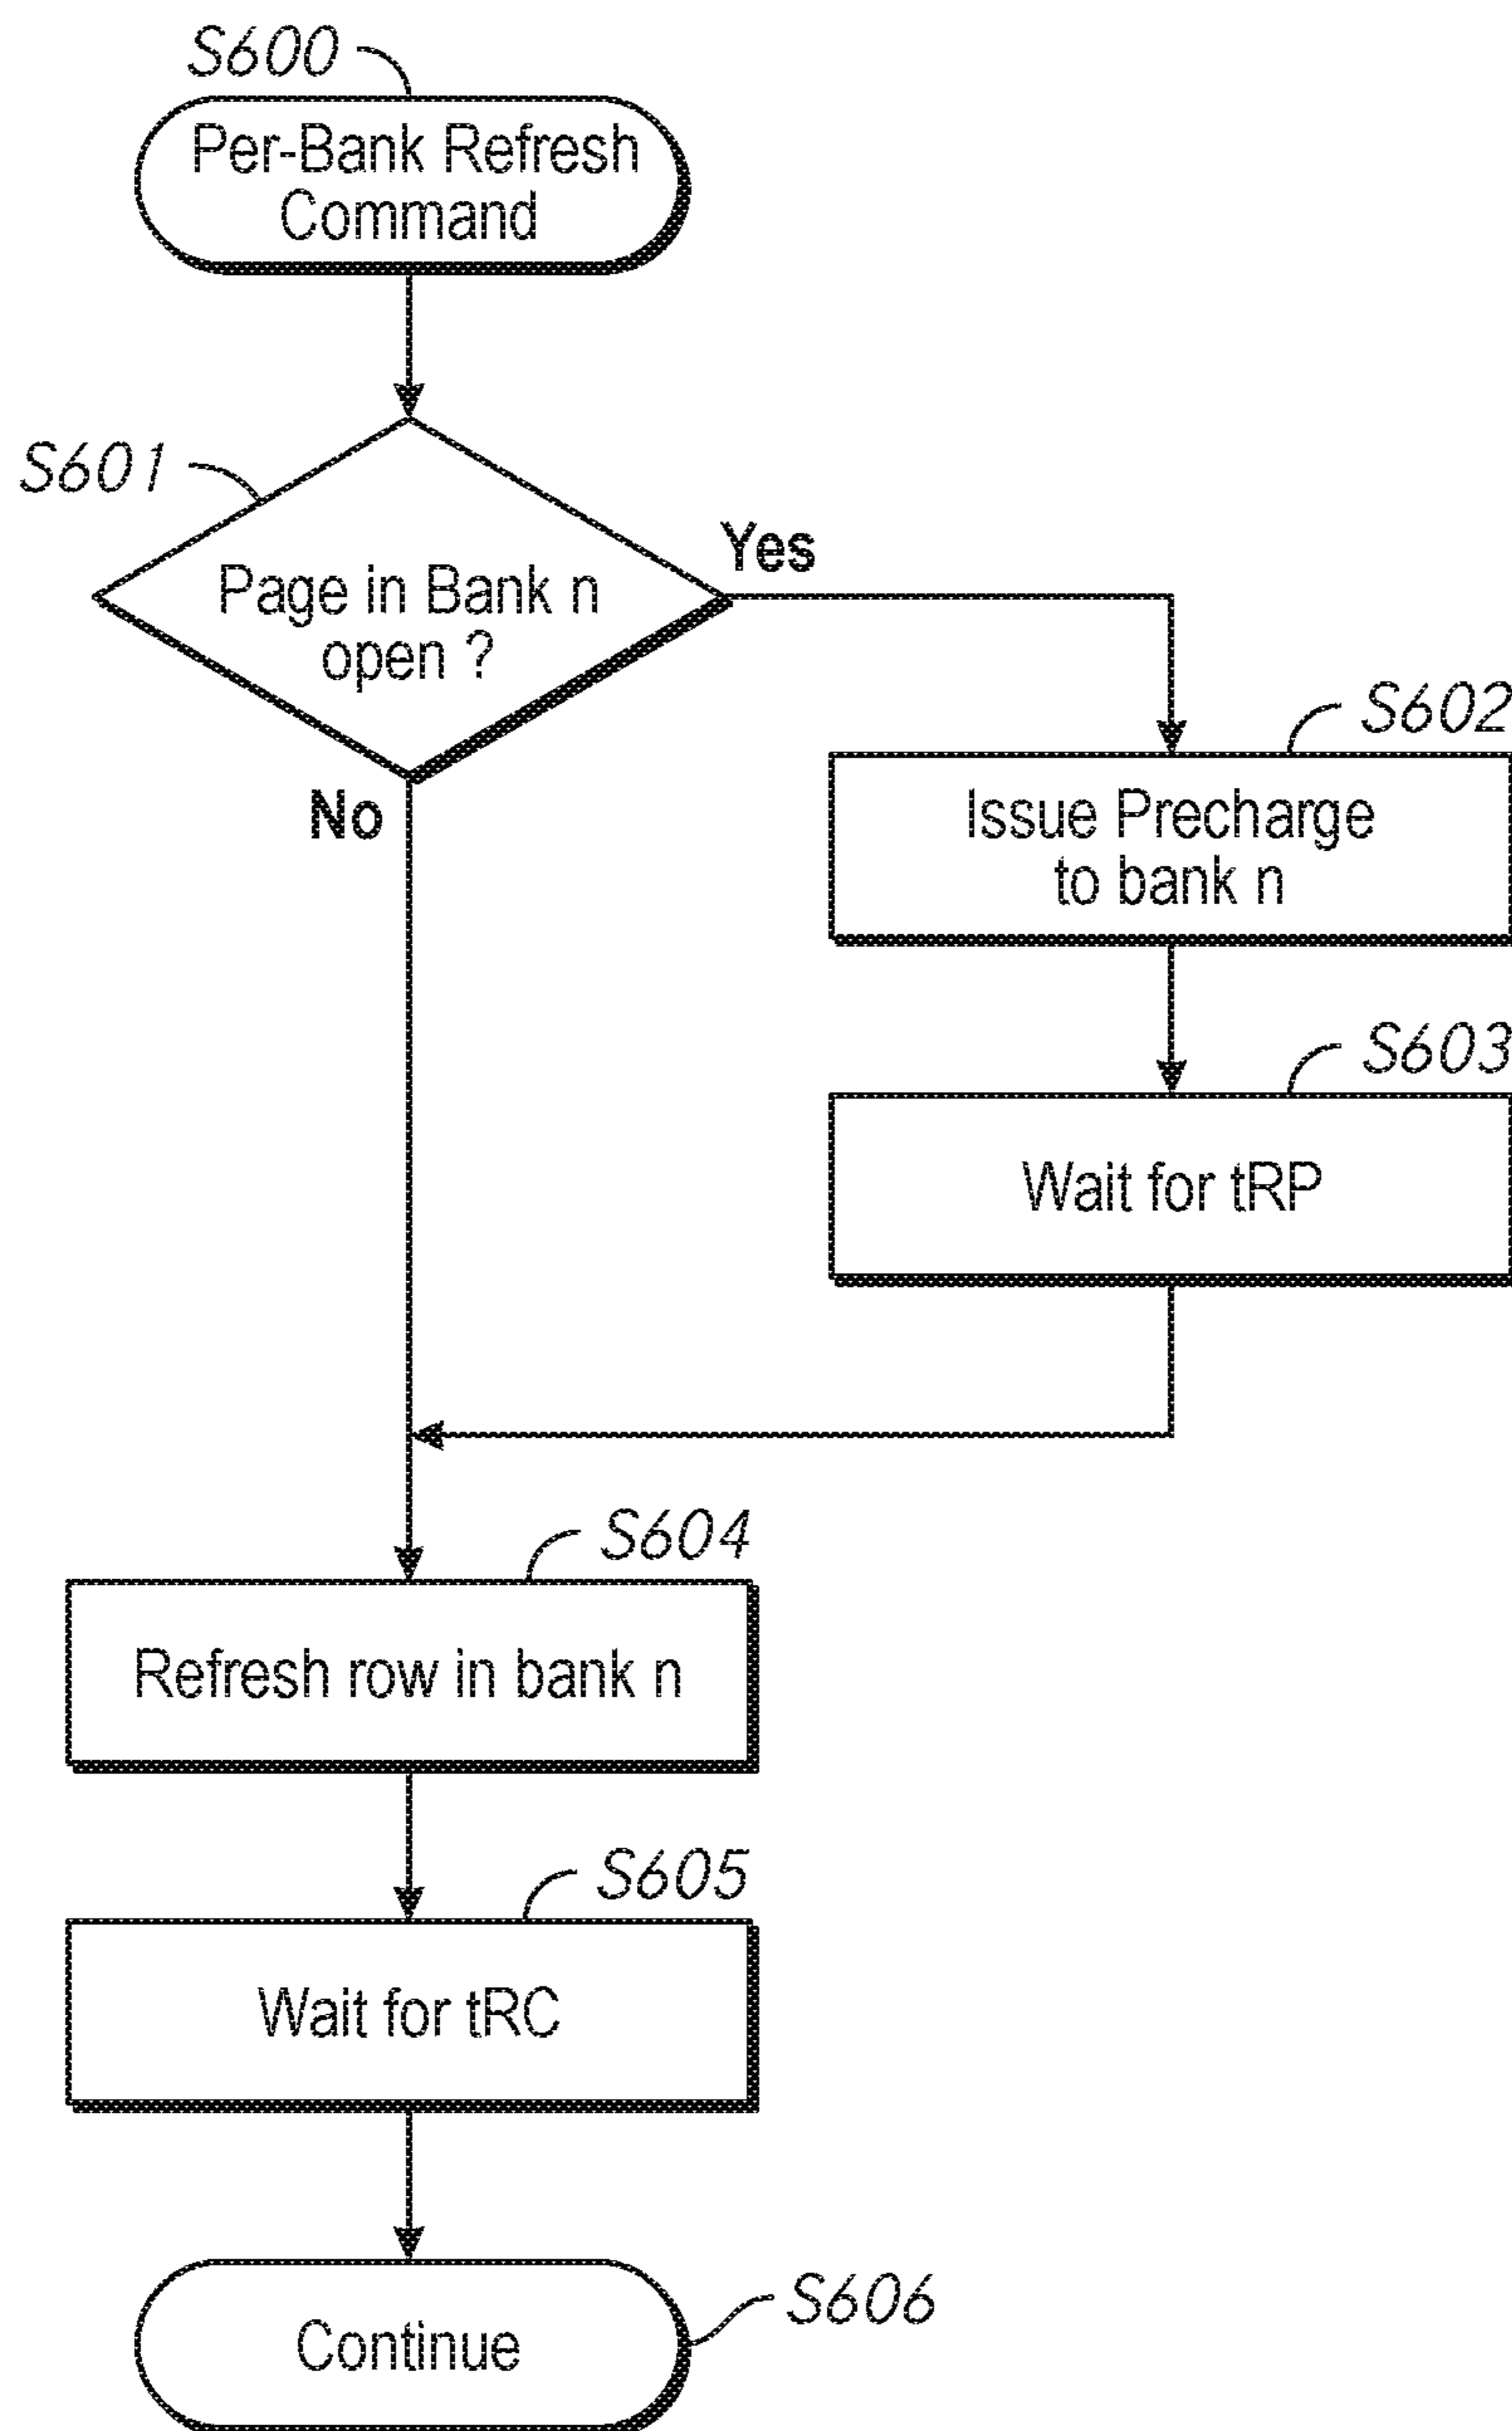 S600
Per-Bank Refresh
Command
S601
Page in Bank n
open ?
Yes
No
S602
Issue Precharge
to bank n
S603
Wait for tRP
S604
Refresh row in bank n
S605
Wait for tRC
Continue
S606